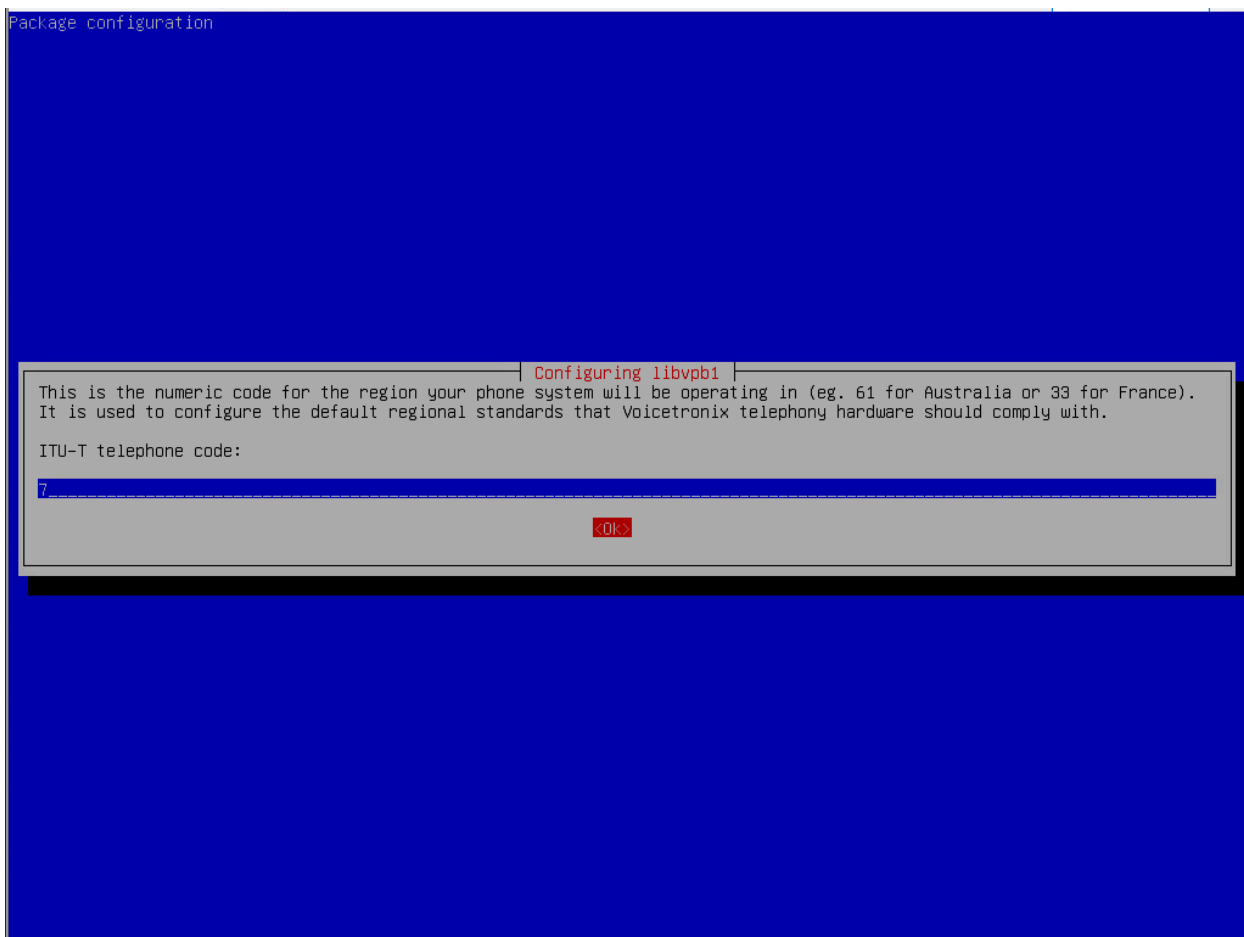 Package configuration
Configuring libvpb1
This is the numeric code for the region your phone system will be operating in (eg. 61 for Australia or 33 for France).
It is used to configure the default regional standards that Voicetronix telephony hardware should comply with.
ITU-T telephone code:
7
<Ok>